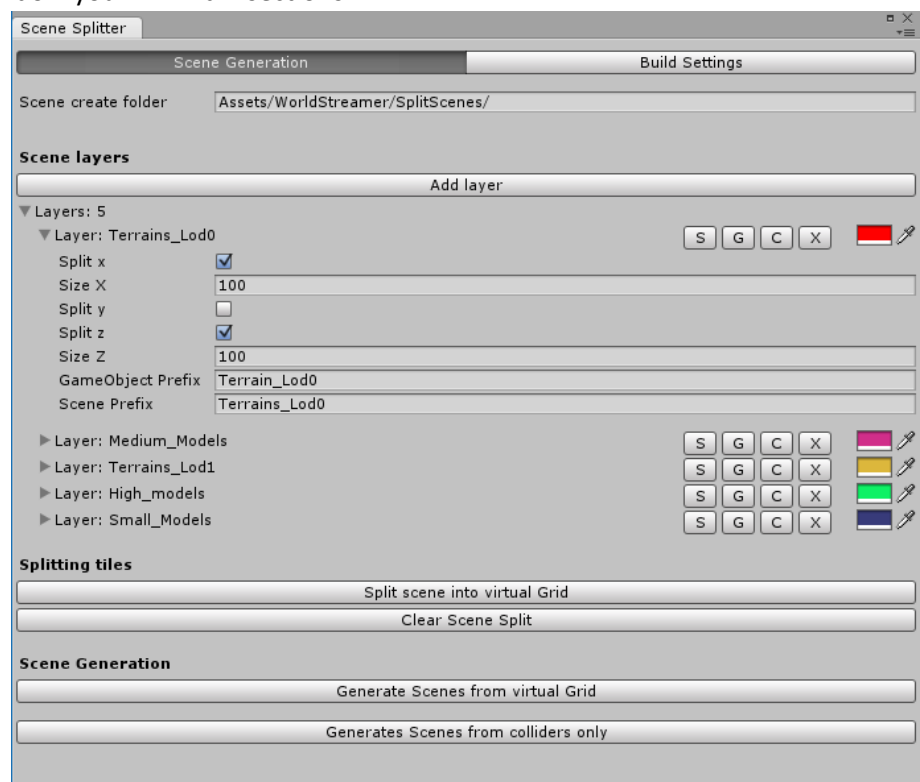 Scene Splitter
Scene Generation Build Settings
Scene create folder Assets/WorldStreamer/SplitScenes/
Scene layers
Add layer
Layers: 5
Layer: Terrains_Lod0 S G C X
Split x
Size X 100
Split y
Split z
Size Z 100
GameObject Prefix Terrain_Lod0
Scene Prefix Terrains_Lod0
Layer: Medium_Models S G C X
Layer: Terrains_Lod1 S G C X
Layer: High_models S G C X
Layer: Small_Models S G C X
Splitting tiles
Split scene into virtual Grid
Clear Scene Split
Scene Generation
Generate Scenes from virtual Grid
Generates Scenes from colliders only